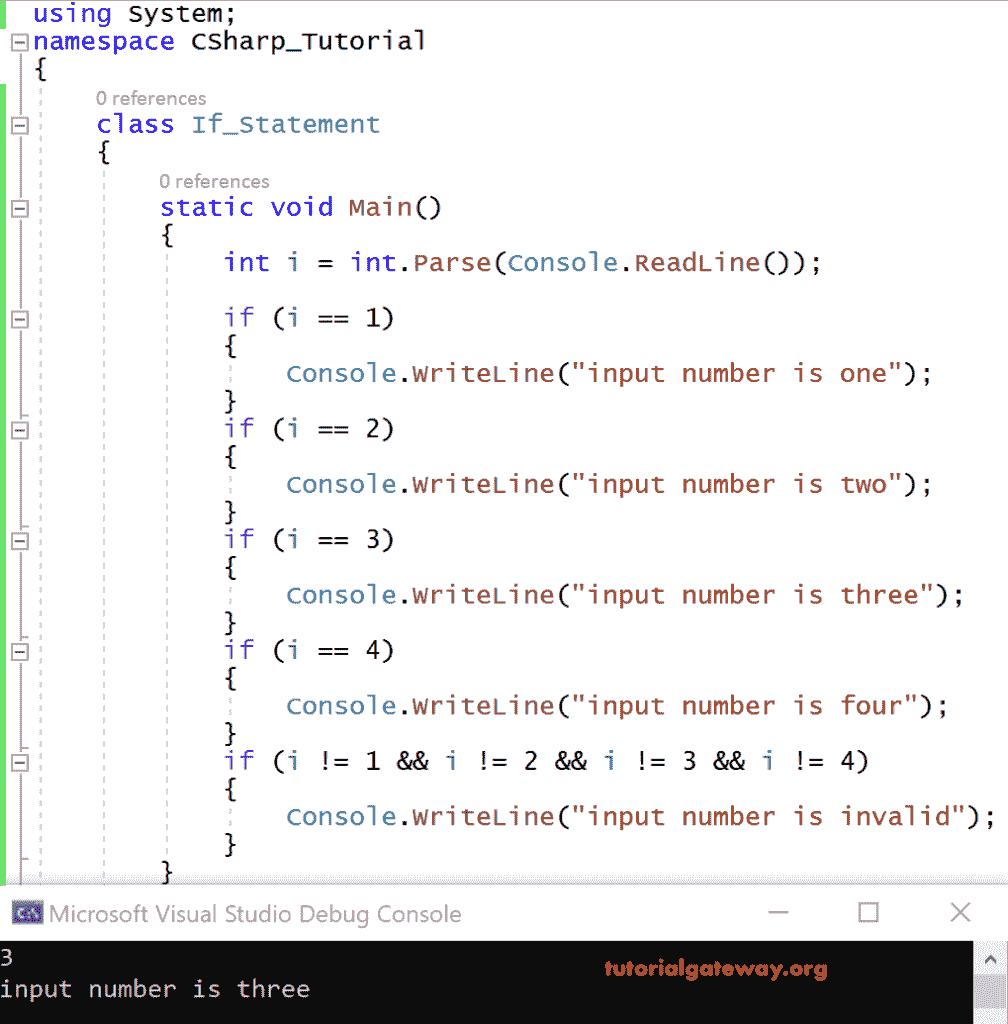 using System;
namespace CSharp_Tutorial
{
0 references
class If_Statement
{
0 references
static void Main()
{
int i = int.Parse(Console.ReadLine());
if (i == 1)
{
Console.WriteLine("input number is one");
}
if (i == 2)
{
Console.WriteLine("input number is two");
}
if (i == 3)
{
Console.WriteLine("input number is three");
}
if (i == 4)
{
Console.WriteLine("input number is four");
}
if (i != 1 && i != 2 && i != 3 && i != 4)
{
Console.WriteLine("input number is invalid");
}
}
Microsoft Visual Studio Debug Console
3
tutorialgateway.org
input number is three